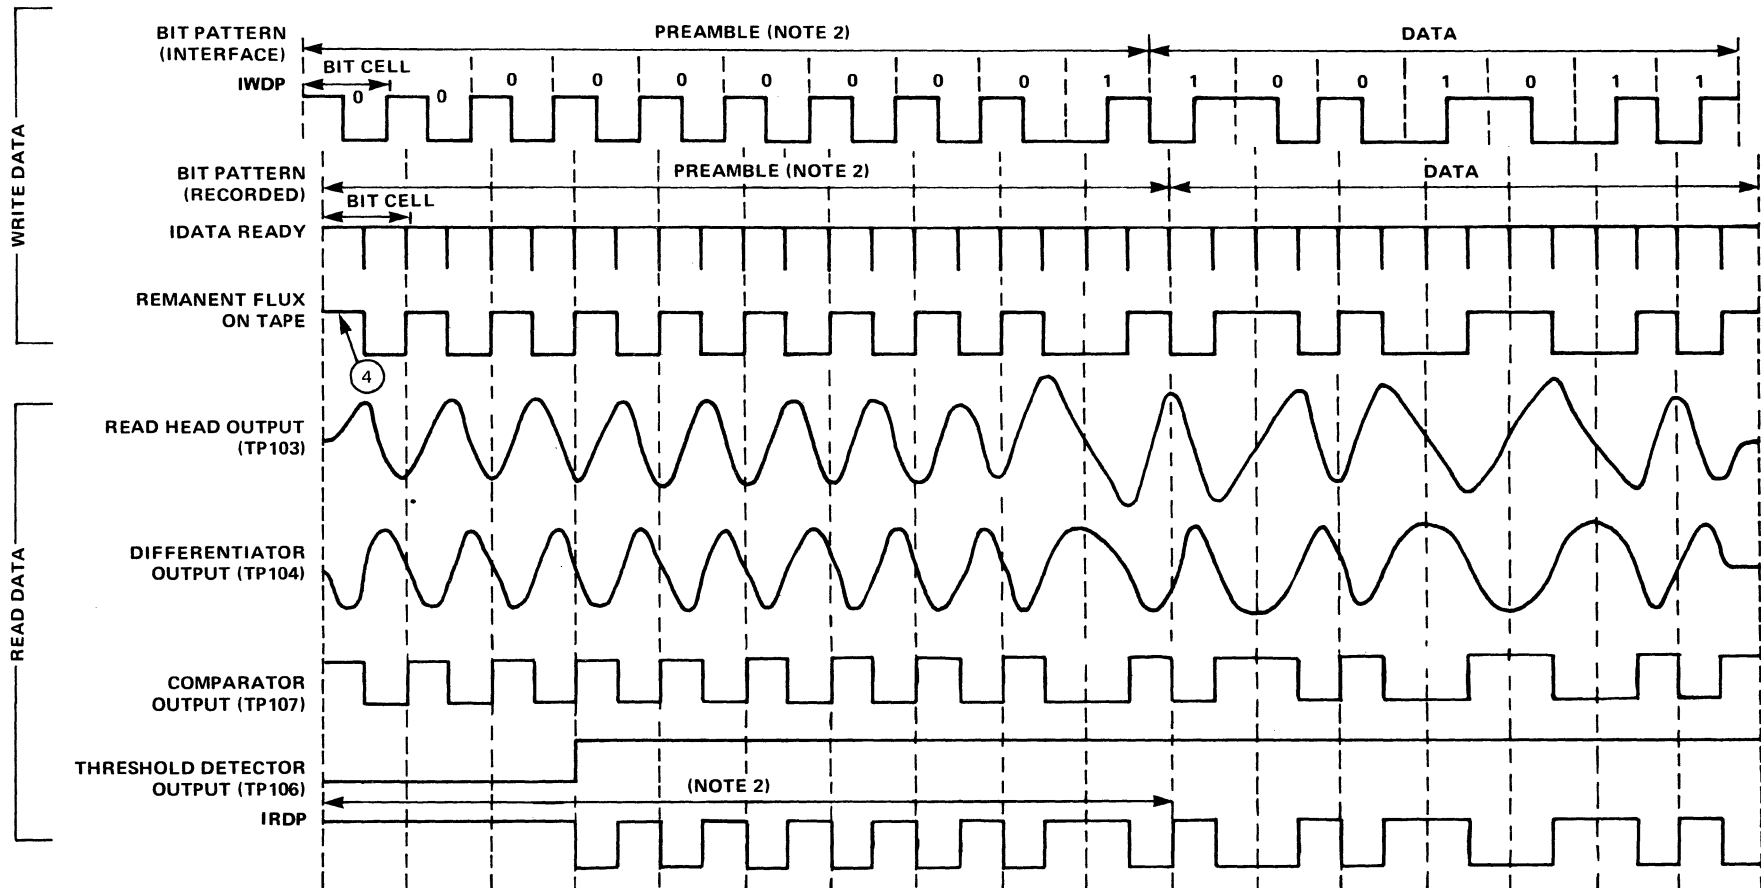 BIT PATTERN
(INTERFACE)
PREAMBLE (NOTE 2)
DATA
BIT CELL
IWDP
0 0 0 0 0 0 0 0 0 1 1 0 0 1 0 1 1
BIT PATTERN
(RECORDED)
PREAMBLE (NOTE 2)
DATA
BIT CELL
IDATA READY
REMANENT FLUX
ON TAPE
4
READ HEAD OUTPUT
(TP103)
DIFFERENTIATOR
OUTPUT (TP104)
COMPARATOR
OUTPUT (TP107)
THRESHOLD DETECTOR
OUTPUT (TP106)
(NOTE 2)
IRDP
WRITE DATA
READ DATA